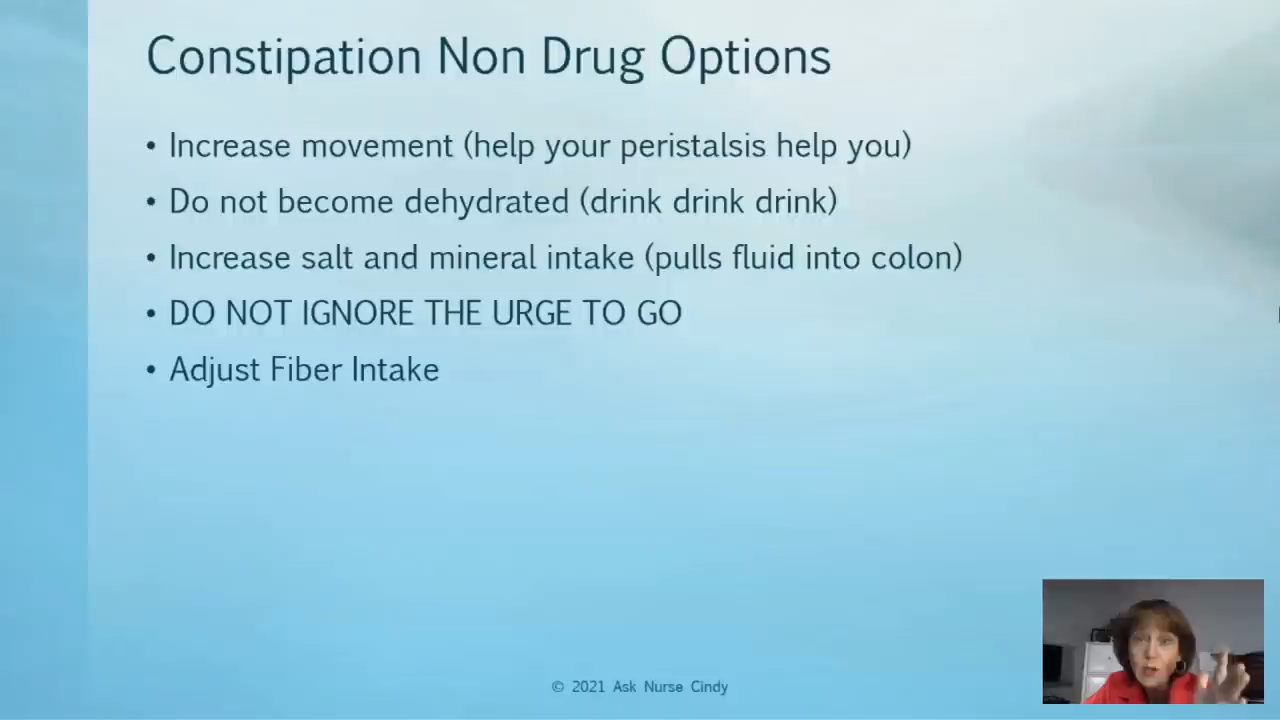 Constipation Non Drug Options
• Increase movement (help your peristalsis help you)
• Do not become dehydrated (drink drink drink)
• Increase salt and mineral intake (pulls fluid into colon)
• DO NOT IGNORE THE URGE TO GO
• Adjust Fiber Intake
© 2021 Ask Nurse Cindy